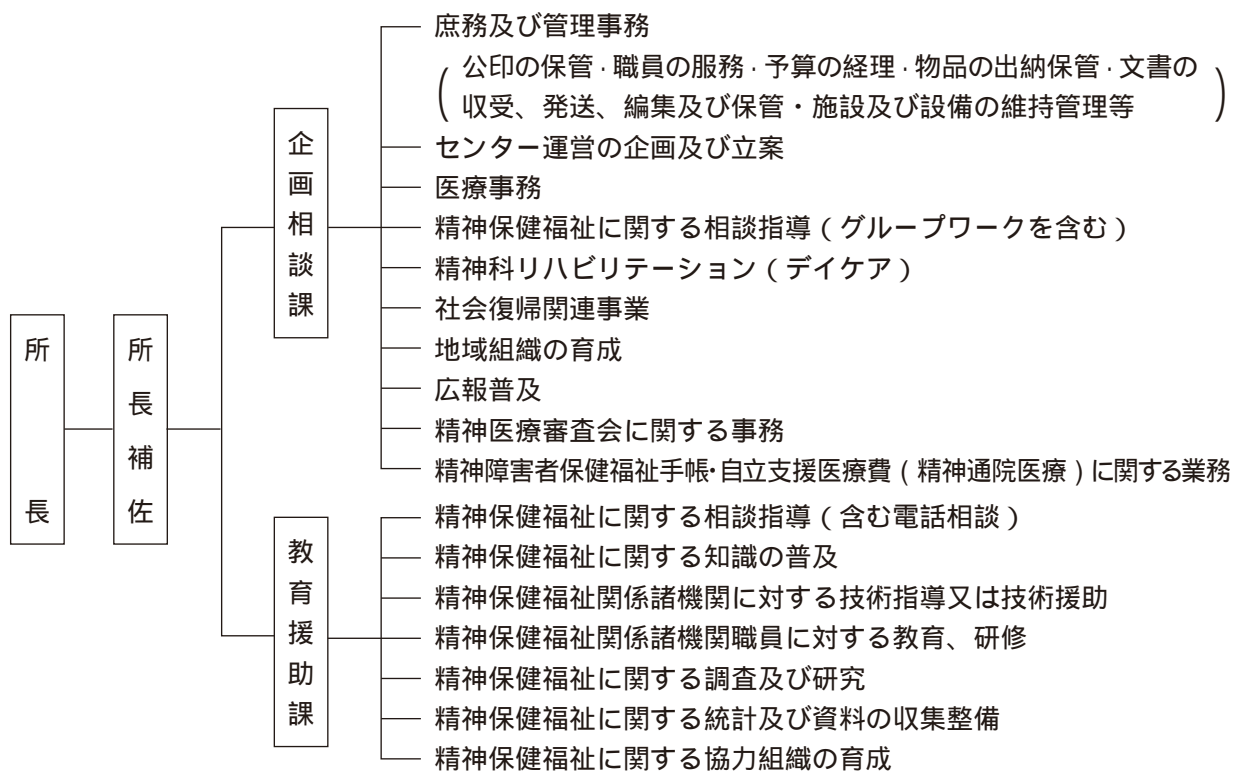 所長
所長補佐
企画相談課
庶務及び管理事務
(公印の保管・職員の服務・予算の経理・物品の出納保管・文書の
収受、発送、編集及び保管・施設及び設備の維持管理等)
センター運営の企画及び立案
医療事務
精神保健福祉に関する相談指導(グループワークを含む)
精神科リハビリテーション(デイケア)
社会復帰関連事業
地域組織の育成
広報普及
精神医療審査会に関する事務
精神障害者保健福祉手帳・自立支援医療費(精神通院医療)に関する業務
教育援助課
精神保健福祉に関する相談指導(含む電話相談)
精神保健福祉に関する知識の普及
精神保健福祉関係諸機関に対する技術指導又は技術援助
精神保健福祉関係諸機関職員に対する教育、研修
精神保健福祉に関する調査及び研究
精神保健福祉に関する統計及び資料の収集整備
精神保健福祉に関する協力組織の育成